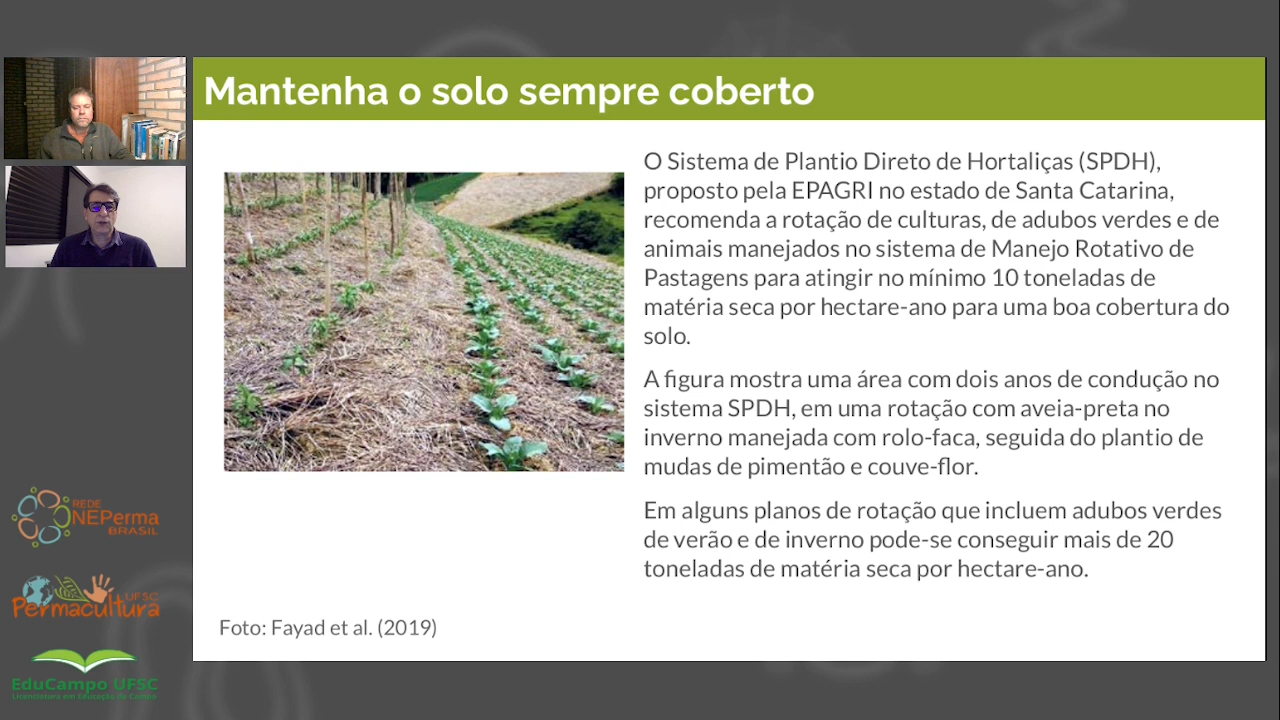 Mantenha o solo sempre coberto
O Sistema de Plantio Direto de Hortaliças (SPDH),
proposto pela EPAGRI no estado de Santa Catarina,
recomenda a rotação de culturas, de adubos verdes e de
animais manejados no sistema de Manejo Rotativo de
Pastagens para atingir no mínimo 10 toneladas de
matéria seca por hectare-ano para uma boa cobertura do
solo.
A figura mostra uma área com dois anos de condução no
sistema SPDH, em uma rotação com aveia-preta no
inverno manejada com rolo-faca, seguida do plantio de
mudas de pimentão e couve-flor.
Em alguns planos de rotação que incluem adubos verdes
de verão e de inverno pode-se conseguir mais de 20
toneladas de matéria seca por hectare-ano.
Foto: Fayad et al. (2019)
REDE
NEPerma
BRASIL
UFSC
Permacultura
EduCampo UFSC
Licenciatura em Educação do Campo